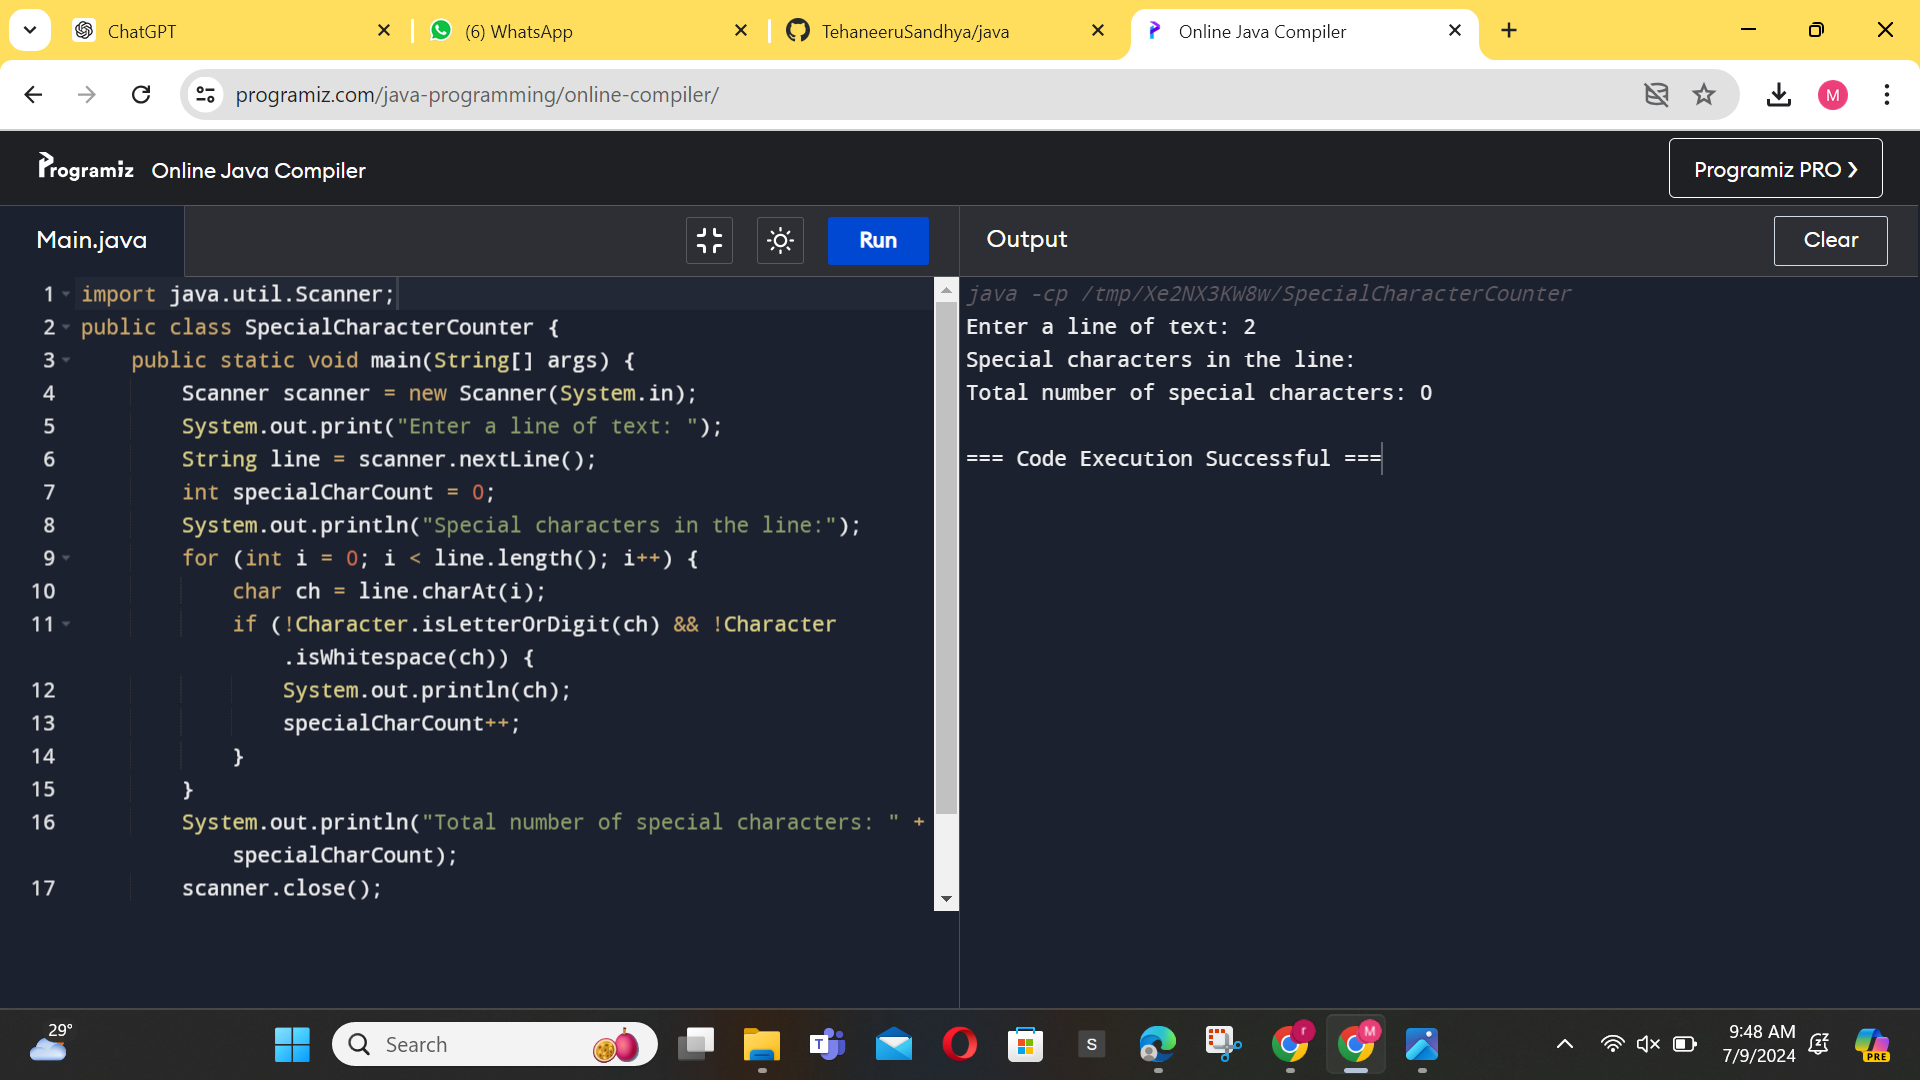 ChatGPT
(6) WhatsApp
TehaneeruSandhya/java
Online Java Compiler
programiz.com/java-programming/online-compiler/
M
Programiz Online Java Compiler
Programiz PRO ❯
Main.java
Run
Output
Clear
1 import java.util.Scanner;
2 public class SpecialCharacterCounter {
3 public static void main(String[] args) {
4 Scanner scanner = new Scanner(System.in);
5 System.out.print("Enter a line of text: ");
6 String line = scanner.nextLine();
7 int specialCharCount = 0;
8 System.out.println("Special characters in the line:");
9 for (int i = 0; i < line.length(); i++) {
10 char ch = line.charAt(i);
11 if (!Character.isLetterOrDigit(ch) && !Character
.isWhitespace(ch)) {
12 System.out.println(ch);
13 specialCharCount++;
14 }
15 }
16 System.out.println("Total number of special characters: " +
specialCharCount);
17 scanner.close();
java -cp /tmp/Xe2NX3KW8w/SpecialCharacterCounter
Enter a line of text: 2
Special characters in the line:
Total number of special characters: 0
=== Code Execution Successful ===
29°
Search
T
S
r
M
9:48 AM
7/9/2024
PRE